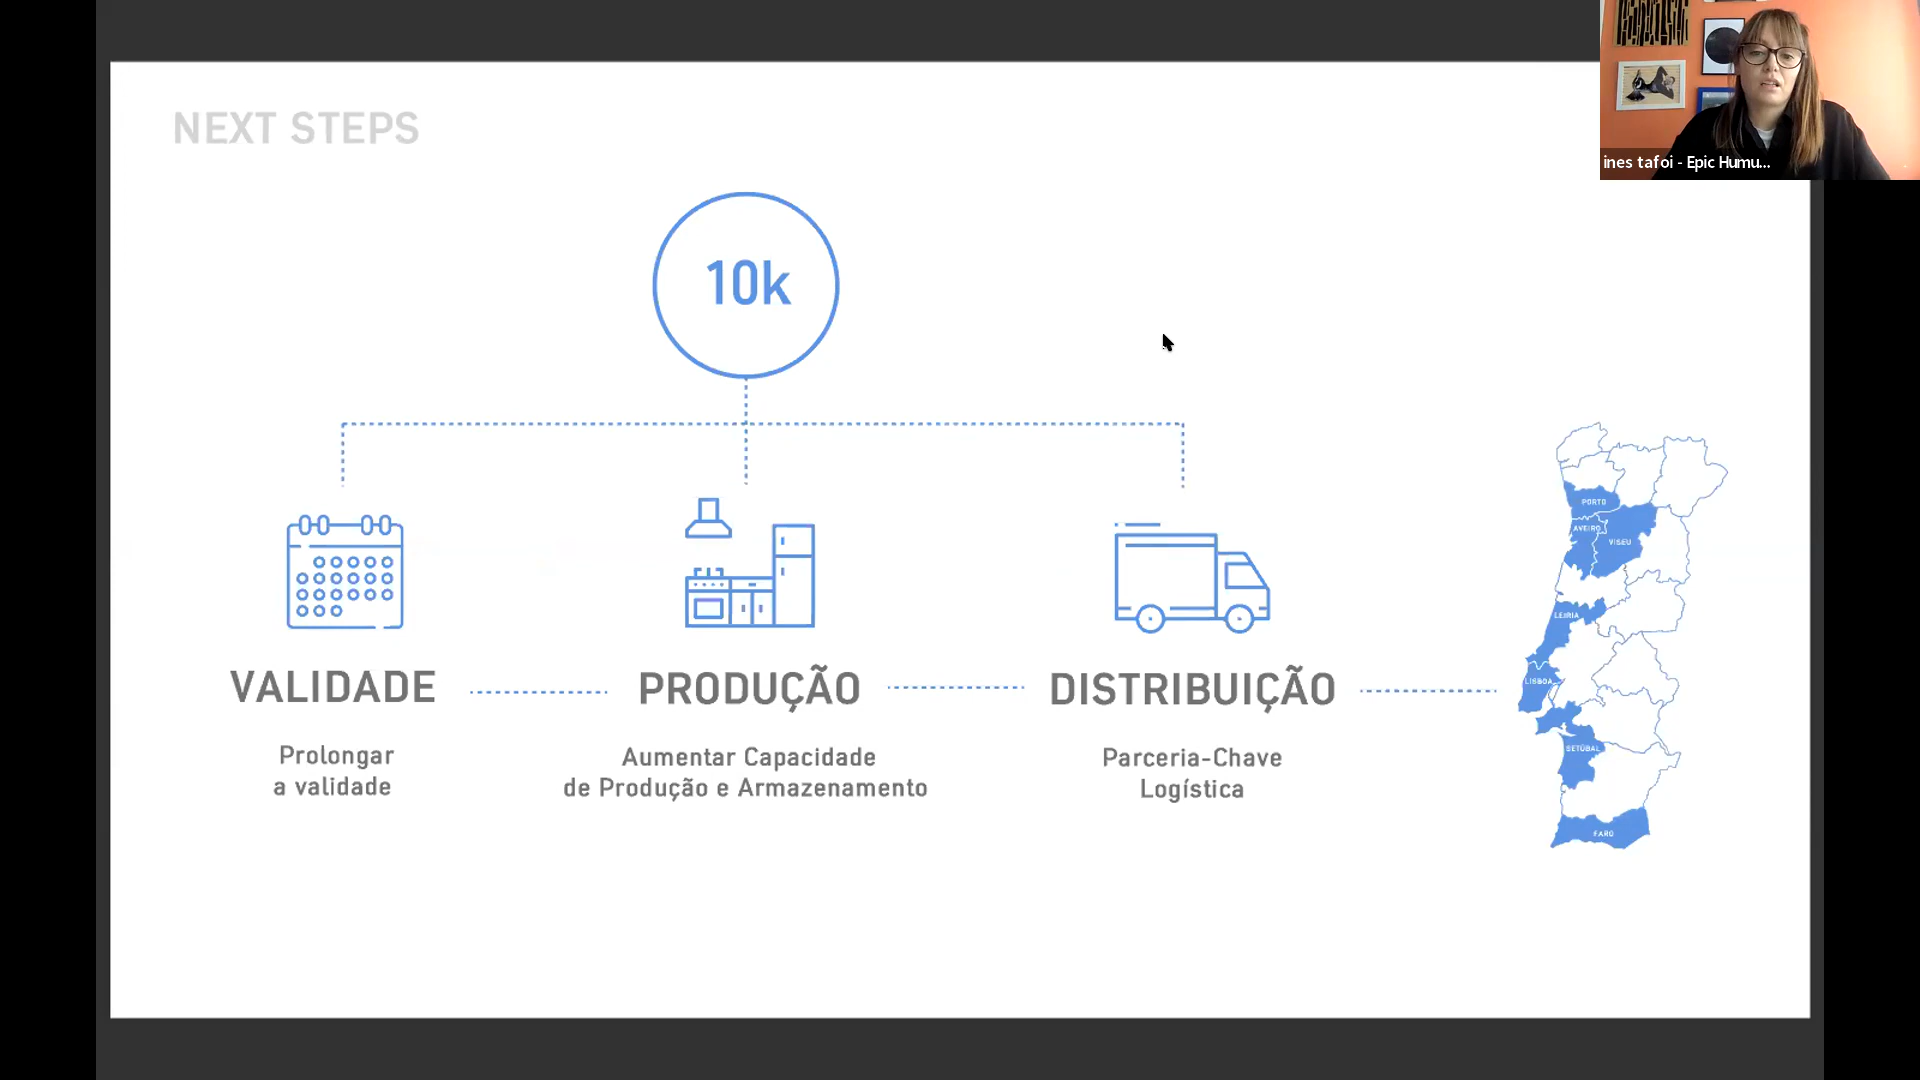 NEXT STEPS
ines tafoi - Epic Humu...
10k
VALIDADE
Prolongar
a validade
PRODUÇÃO
Aumentar Capacidade
de Produção e Armazenamento
DISTRIBUIÇÃO
Parceria-Chave
Logística
PORTO
AVEIRO
VISEU
LEIRIA
LISBOA
SETÚBAL
FARO